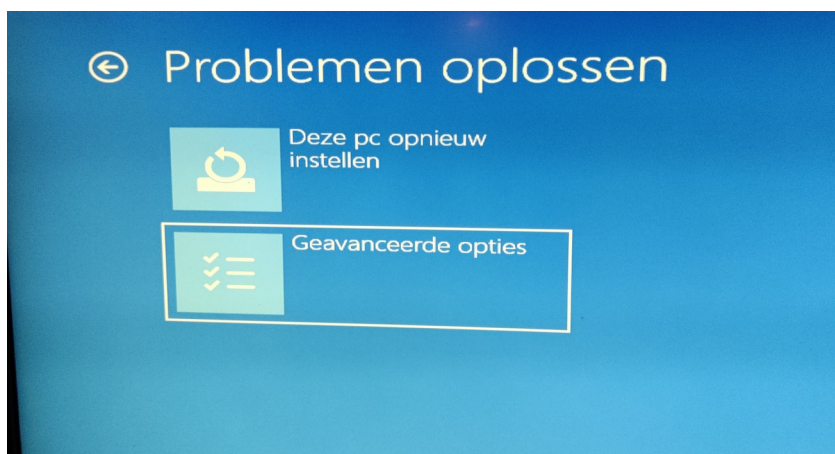 Problemen oplossen
Deze pc opnieuw
instellen
Geavanceerde opties